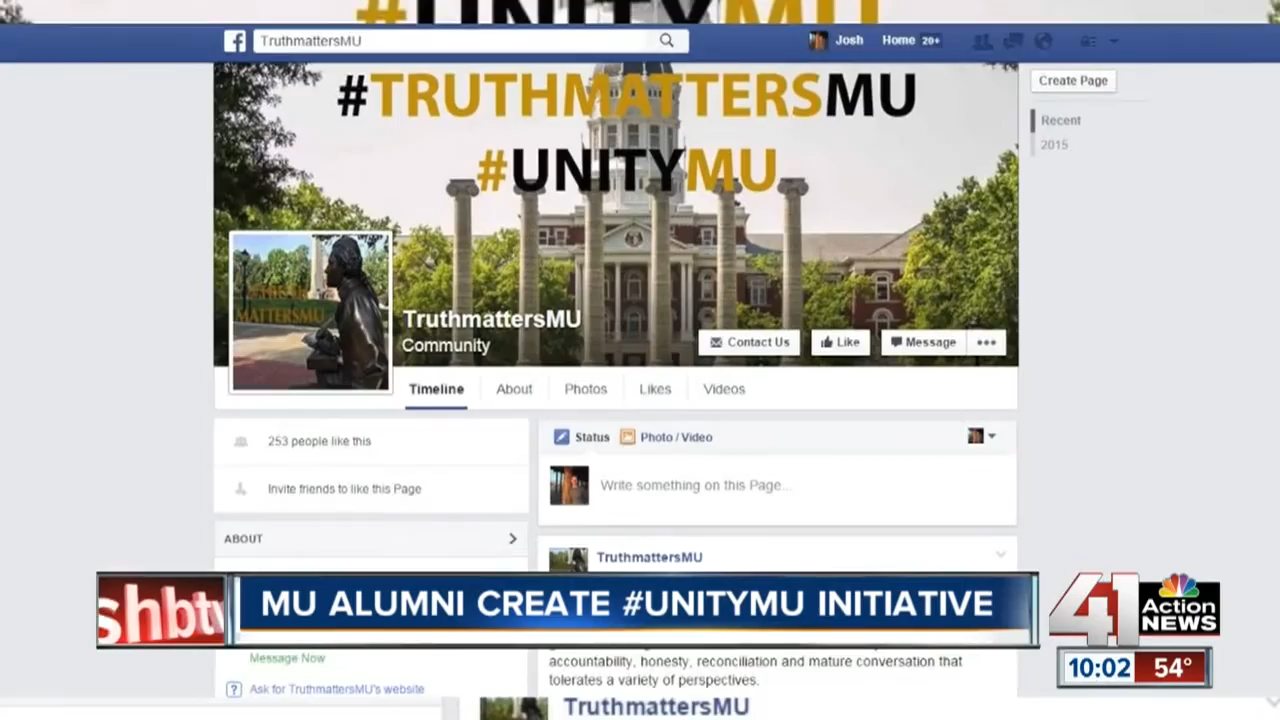 #UNITYMU
TruthmattersMU
Josh Home 20+
Create Page
#TRUTHMATTERSMU
Recent
#UNITYMU
2015
MATTERSMU
TruthmattersMU
Community
Contact Us Like Message •••
Timeline About Photos Likes Videos
253 people like this
Status Photo / Video
Invite friends to like this Page
Write something on this Page...
ABOUT
TruthmattersMU
shbtv
MU ALUMNI CREATE #UNITYMU INITIATIVE
41 Action NEWS
Message Now
accountability, honesty, reconciliation and mature conversation that
tolerates a variety of perspectives.
10:02 54°
? Ask for TruthmattersMU's website
TruthmattersMU